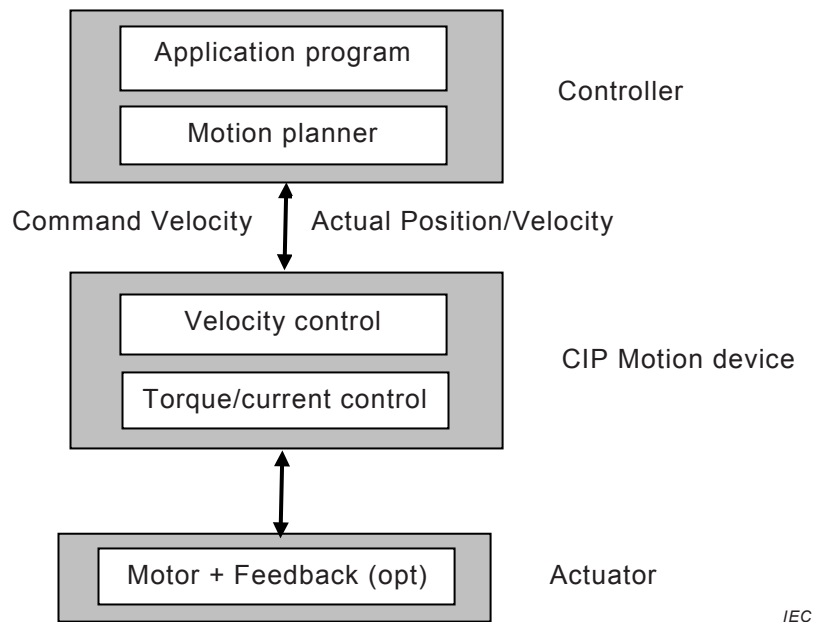 Application program
Controller
Motion planner
Command Velocity
Actual Position/Velocity
Velocity control
CIP Motion device
Torque/current control
Motor + Feedback (opt)
Actuator
IEC